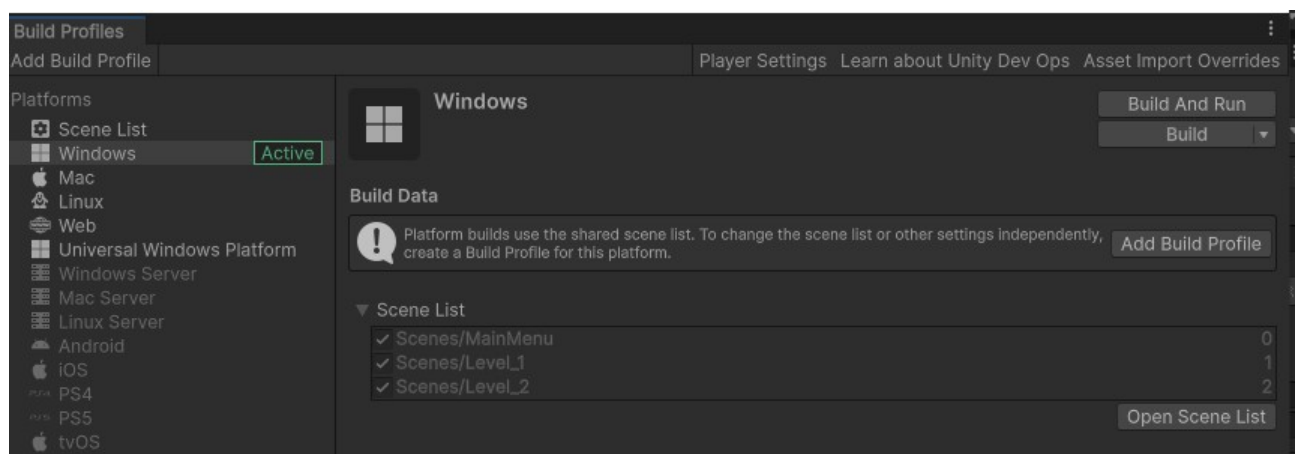 Build Profiles
Add Build Profile
Player Settings Learn about Unity Dev Ops Asset Import Overrides
Platforms
Scene List
Windows Active
Mac
Linux
Web
Universal Windows Platform
Windows Server
Mac Server
Linux Server
Android
iOS
PS4
PS5
tvOS
Windows
Build And Run
Build
Build Data
Platform builds use the shared scene list. To change the scene list or other settings independently,
create a Build Profile for this platform.
Add Build Profile
Scene List
Scenes/MainMenu 0
Scenes/Level_1 1
Scenes/Level_2 2
Open Scene List